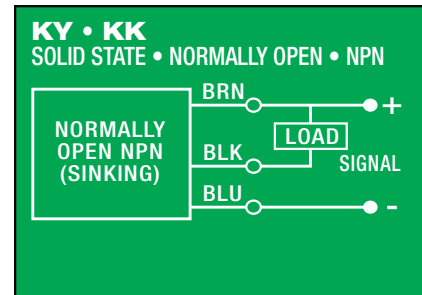 KY • KK
SOLID STATE • NORMALLY OPEN • NPN
BRN
+
NORMALLY
OPEN NPN
(SINKING)
LOAD
BLK
SIGNAL
BLU
-